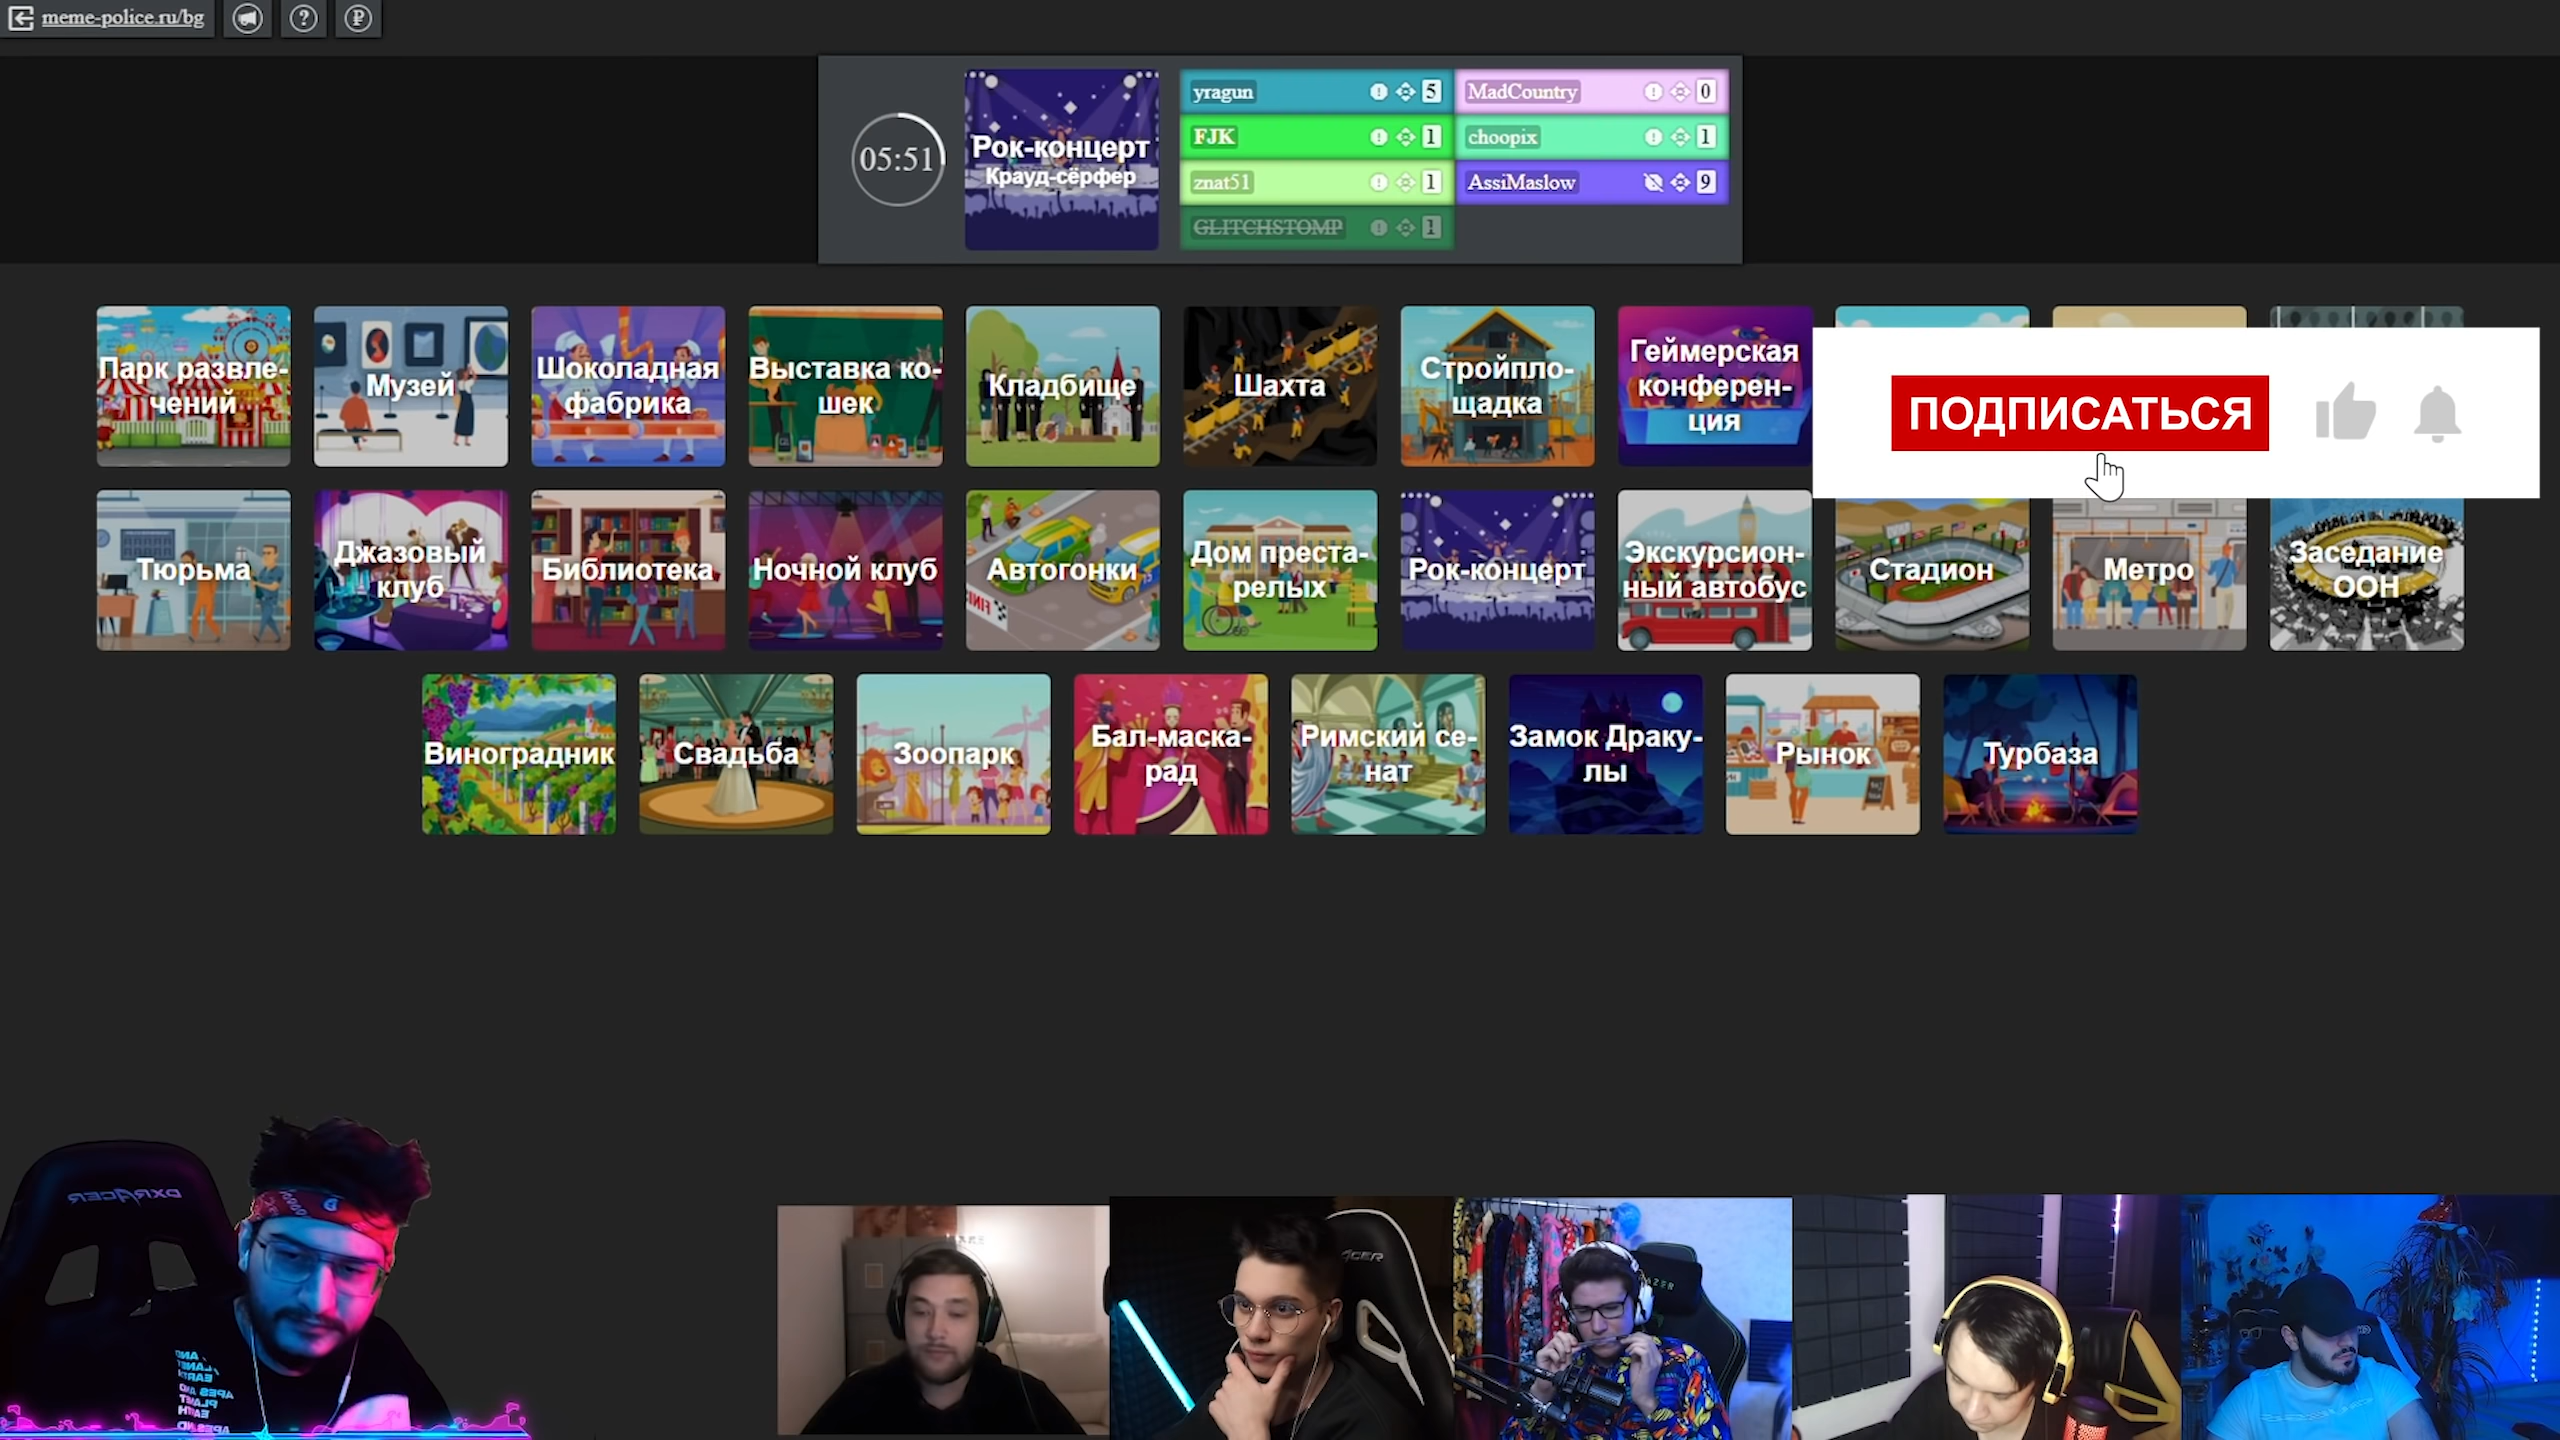 meme-police.ru/bg
05:51
Рок-концерт
Крауд-сёрфер
yragun 5
MadCountry 0
FJK 1
choopix 1
znat51 1
AssiMaslow 9
GLITCHSTOMP 1
Парк развле-
чений
Музей
Шоколадная
фабрика
Выставка ко-
шек
Кладбище
Шахта
Стройпло-
щадка
Геймерская
конферен-
ция
ПОДПИСАТЬСЯ
Тюрьма
Джазовый
клуб
Библиотека
Ночной клуб
Автогонки
Дом преста-
релых
Рок-концерт
Экскурсион-
ный автобус
Стадион
Метро
Заседание
ООН
Виноградник
Свадьба
Зоопарк
Бал-маска-
рад
Римский се-
нат
Замок Драку-
лы
Рынок
Турбаза
DXRACER